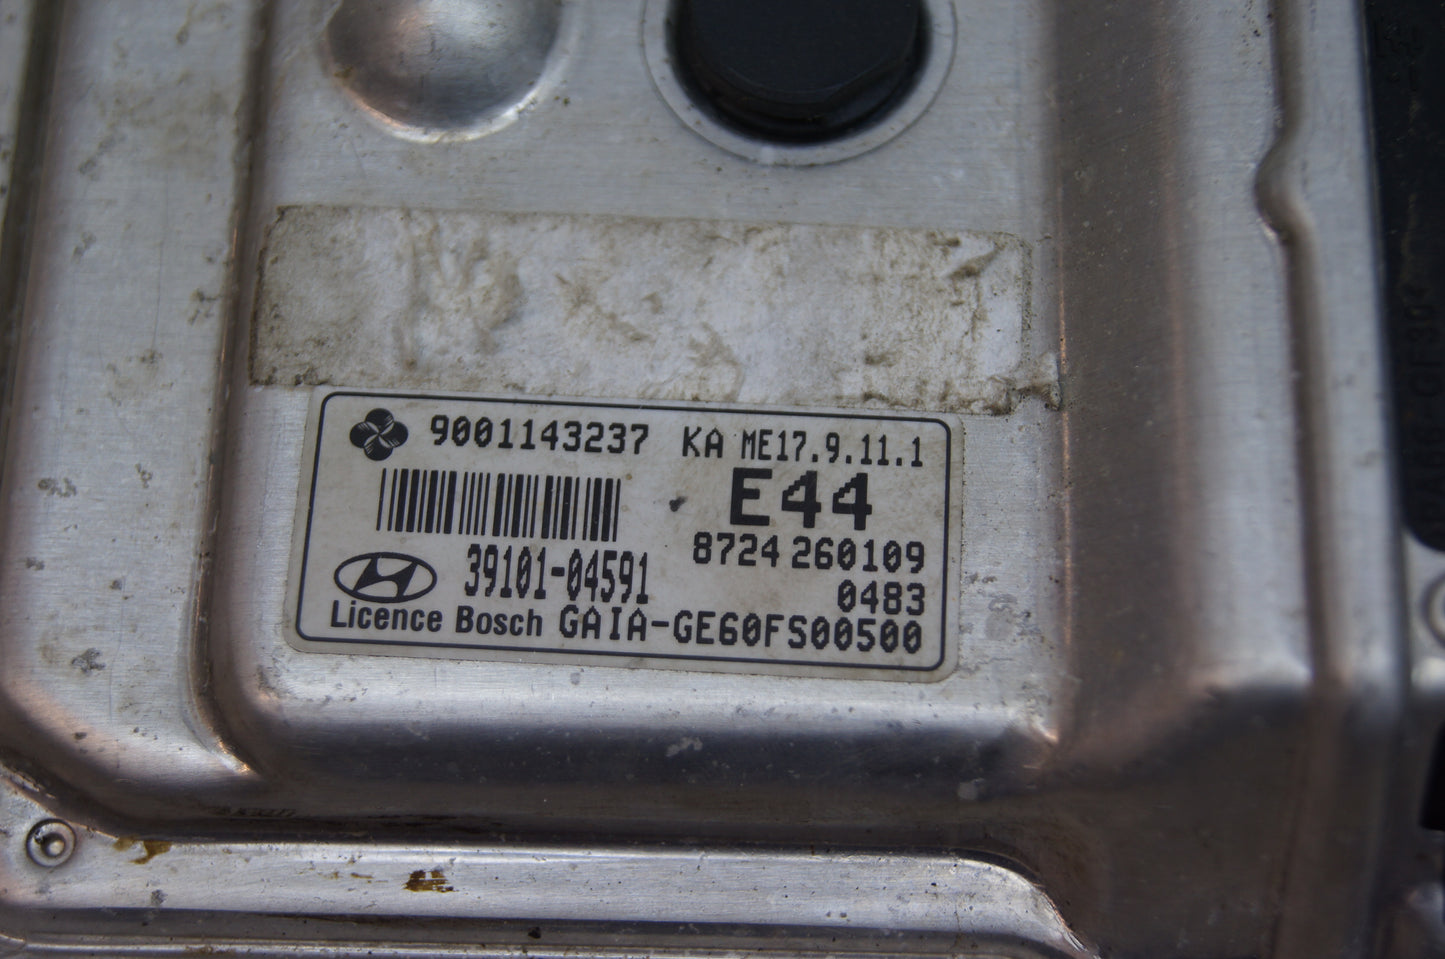 9001143237 KA ME17.9.11.1
E44
39101-04591 8724 260109
0483
Licence Bosch GAIA-GE60FS00500